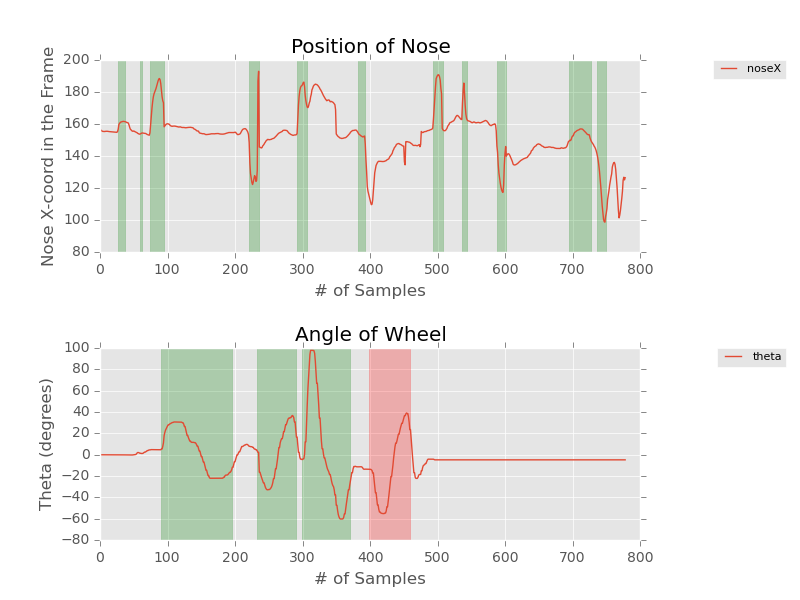 Position of Nose
Nose X-coord in the Frame
200
180
160
140
120
100
80
0 100 200 300 400 500 600 700 800
# of Samples
noseX
Angle of Wheel
Theta (degrees)
100
80
60
40
20
0
−20
−40
−60
−80
0 100 200 300 400 500 600 700 800
# of Samples
theta